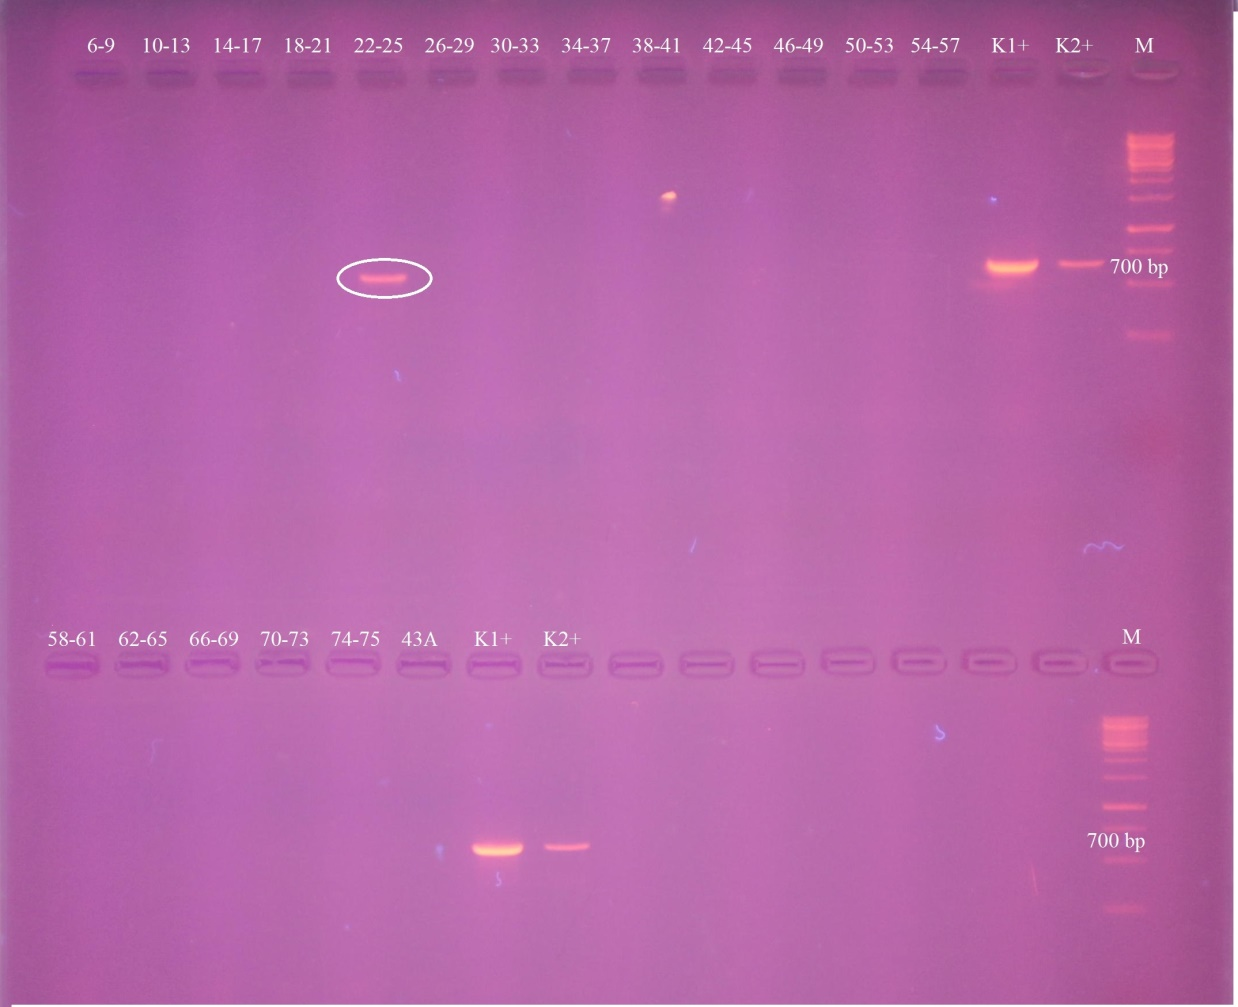 6-9 10-13 14-17 18-21 22-25 26-29 30-33 34-37 38-41 42-45 46-49 50-53 54-57 K1+ K2+ M
700 bp
58-61 62-65 66-69 70-73 74-75 43A K1+ K2+ M
700 bp